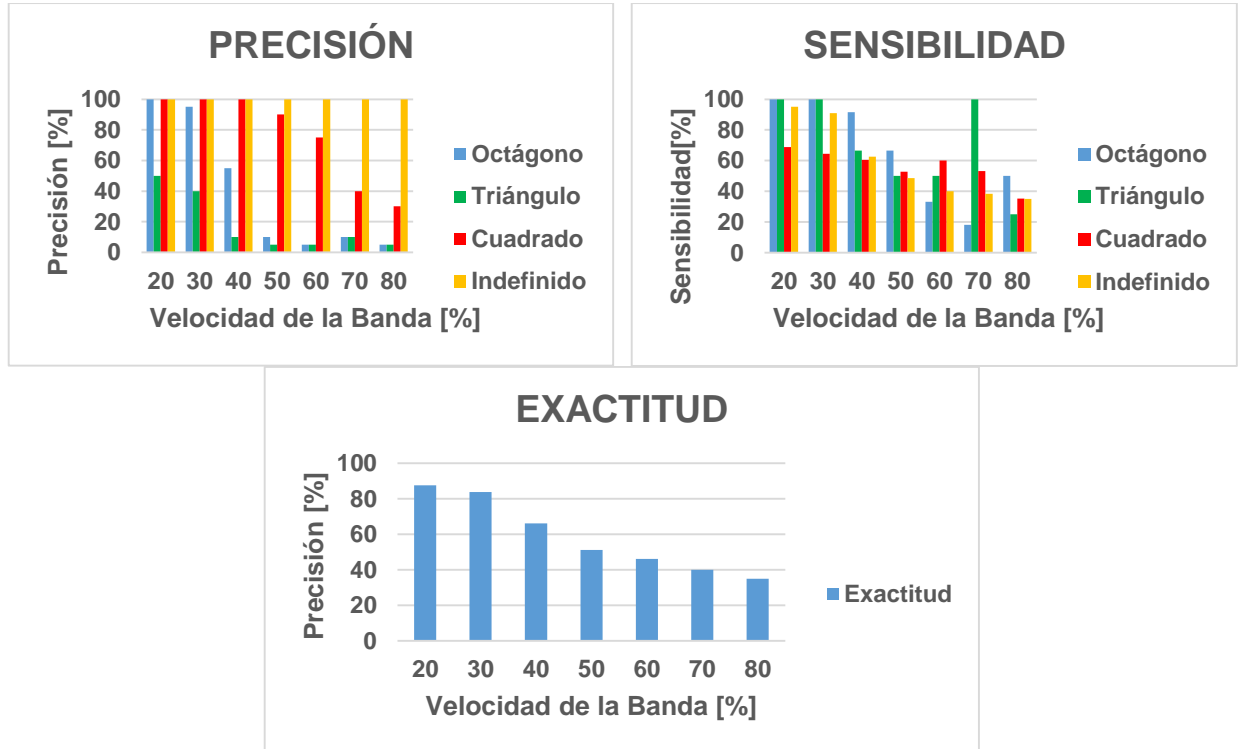 PRECISIÓN
Precisión [%]
100
80
60
40
20
0
20 30 40 50 60 70 80
Velocidad de la Banda [%]
Octágono
Triángulo
Cuadrado
Indefinido
SENSIBILIDAD
Sensibilidad[%]
100
80
60
40
20
0
20 30 40 50 60 70 80
Velocidad de la Banda [%]
Octágono
Triángulo
Cuadrado
Indefinido
EXACTITUD
Precisión [%]
100
80
60
40
20
0
20 30 40 50 60 70 80
Velocidad de la Banda [%]
Exactitud